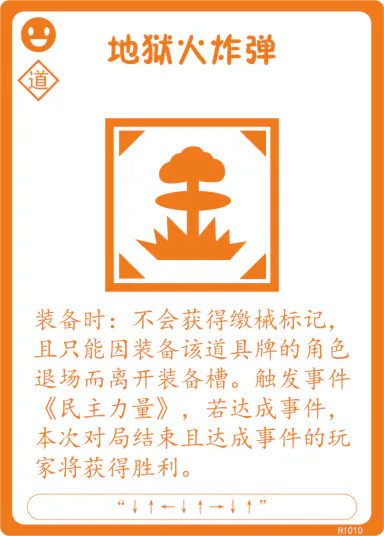 地狱火炸弹
道
装备时：不会获得缴械标记，
且只能因装备该道具牌的角色
退场而离开装备槽。触发事件
《民主力量》，若达成事件，
本次对局结束且达成事件的玩
家将获得胜利。
“↓↑←↓↑→↓↑”
H1010